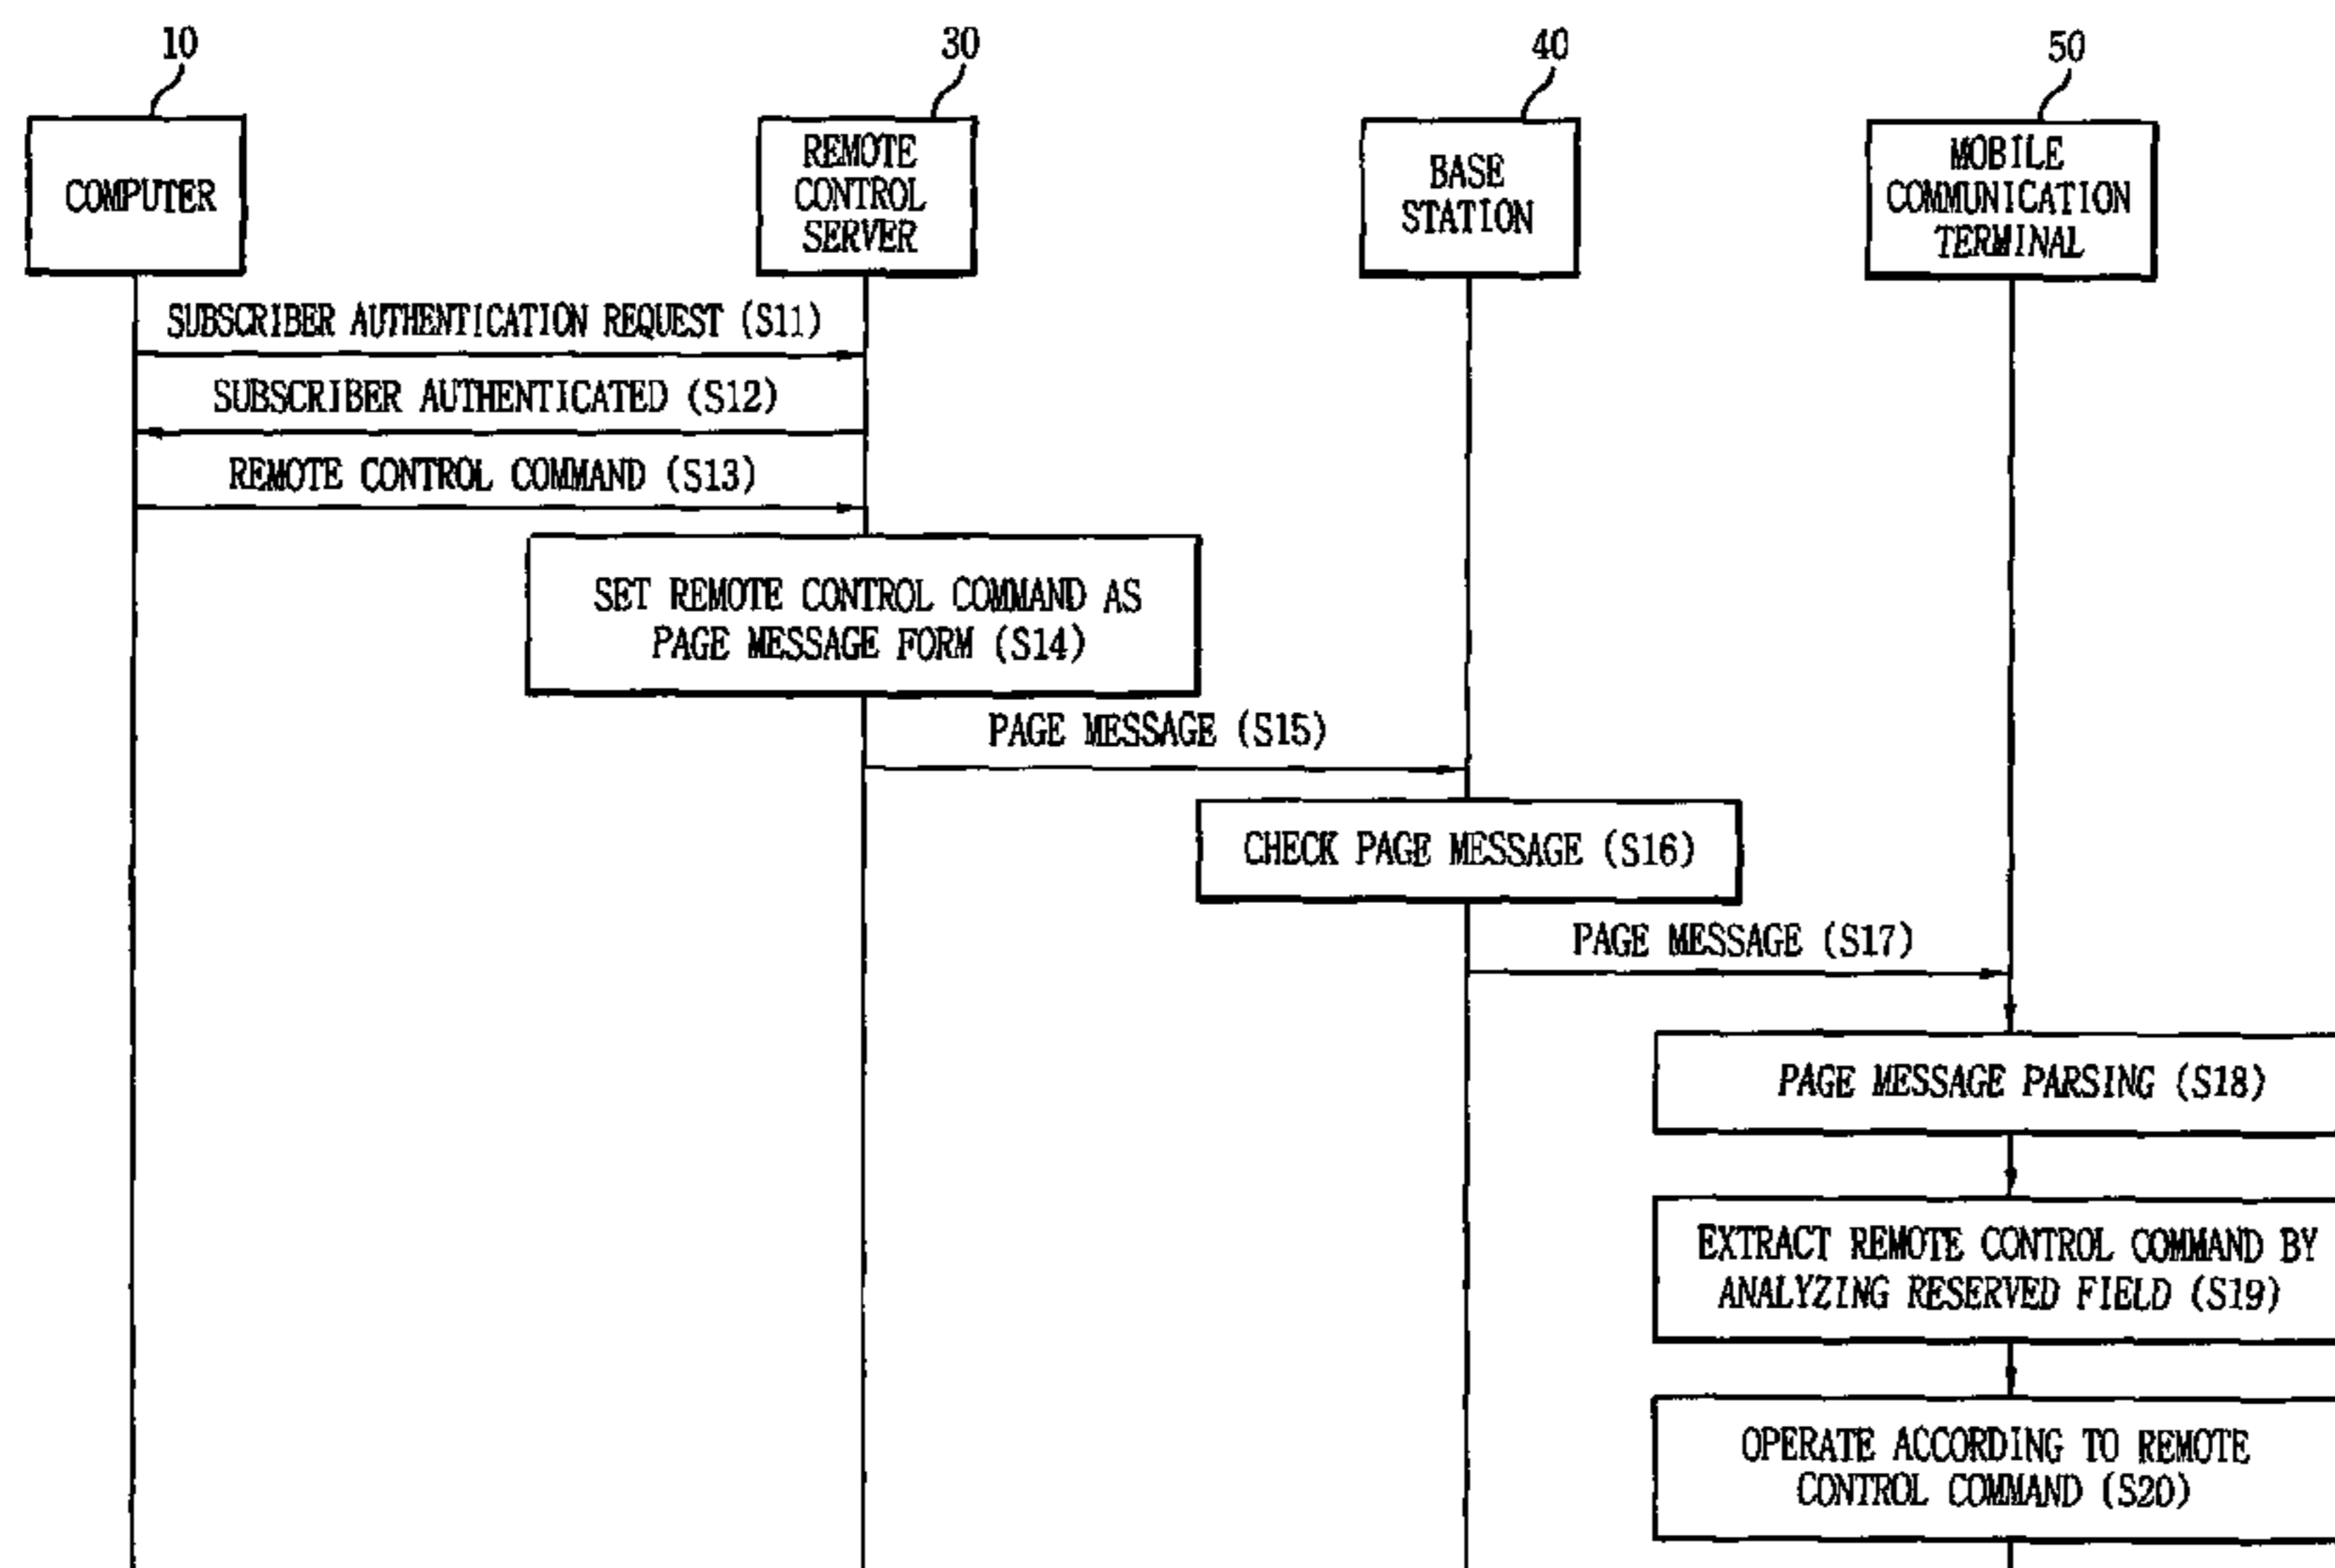 10
30
40
50
COMPUTER
REMOTE
CONTROL
SERVER
BASE
STATION
MOBILE
COMMUNICATION
TERMINAL
SUBSCRIBER AUTHENTICATION REQUEST (S11)
SUBSCRIBER AUTHENTICATED (S12)
REMOTE CONTROL COMMAND (S13)
SET REMOTE CONTROL COMMAND AS
PAGE MESSAGE FORM (S14)
PAGE MESSAGE (S15)
CHECK PAGE MESSAGE (S16)
PAGE MESSAGE (S17)
PAGE MESSAGE PARSING (S18)
EXTRACT REMOTE CONTROL COMMAND BY
ANALYZING RESERVED FIELD (S19)
OPERATE ACCORDING TO REMOTE
CONTROL COMMAND (S20)